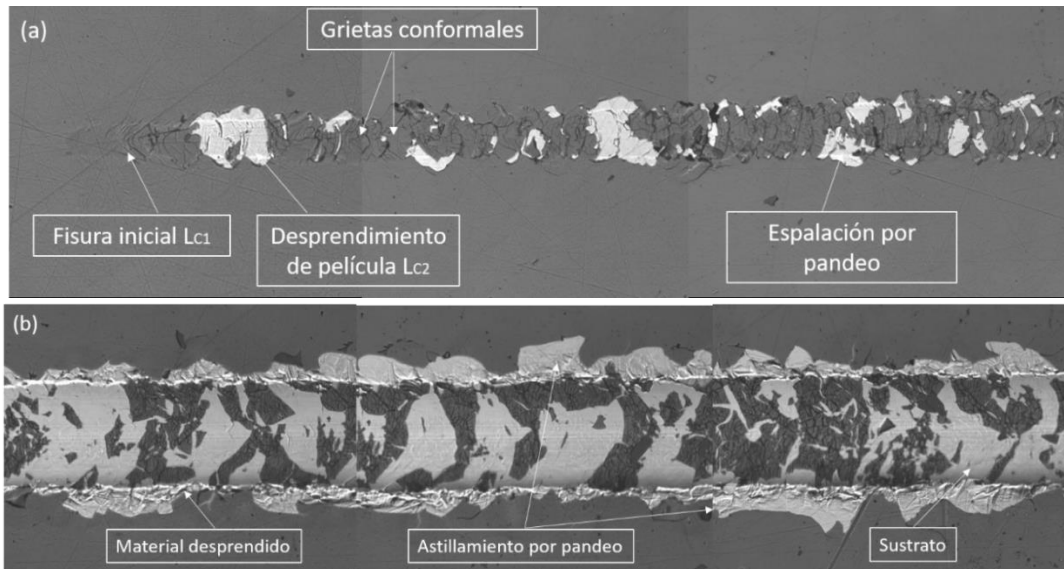 (a)
Grietas conformales
Fisura inicial LC1
Desprendimiento
de película LC2
Espalación por
pandeo
(b)
Material desprendido
Astillamiento por pandeo
Sustrato